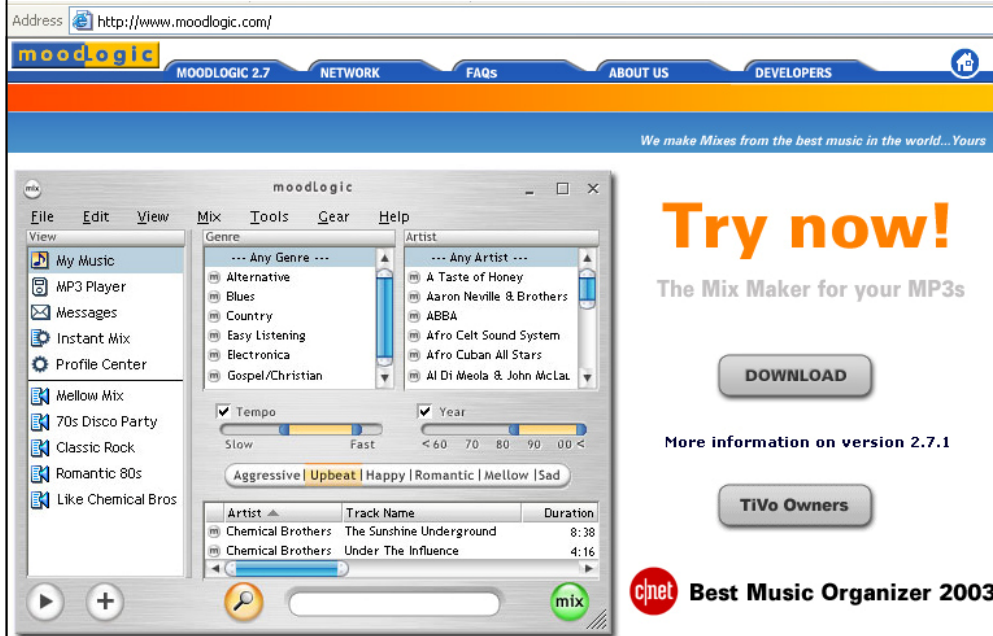 Address http://www.moodlogic.com/
moodLogic
MOODLOGIC 2.7 NETWORK FAQs ABOUT US DEVELOPERS
We make Mixes from the best music in the world...Yours
mix moodLogic
File Edit View Mix Tools Gear Help
View
My Music
MP3 Player
Messages
Instant Mix
Profile Center
Mellow Mix
70s Disco Party
Classic Rock
Romantic 80s
Like Chemical Bros
Genre
--- Any Genre ---
m Alternative
m Blues
m Country
m Easy Listening
m Electronica
m Gospel/Christian
Artist
--- Any Artist ---
m A Taste of Honey
m Aaron Neville & Brothers
m ABBA
m Afro Celt Sound System
m Afro Cuban All Stars
m Al Di Meola & John McLau
Tempo
Slow Fast
Year
<60 70 80 90 00<
Aggressive| Upbeat |Happy |Romantic |Mellow |Sad
Artist Track Name Duration
m Chemical Brothers The Sunshine Underground 8:38
m Chemical Brothers Under The Influence 4:16
mix
Try now!
The Mix Maker for your MP3s
DOWNLOAD
More information on version 2.7.1
TiVo Owners
c|net Best Music Organizer 2003